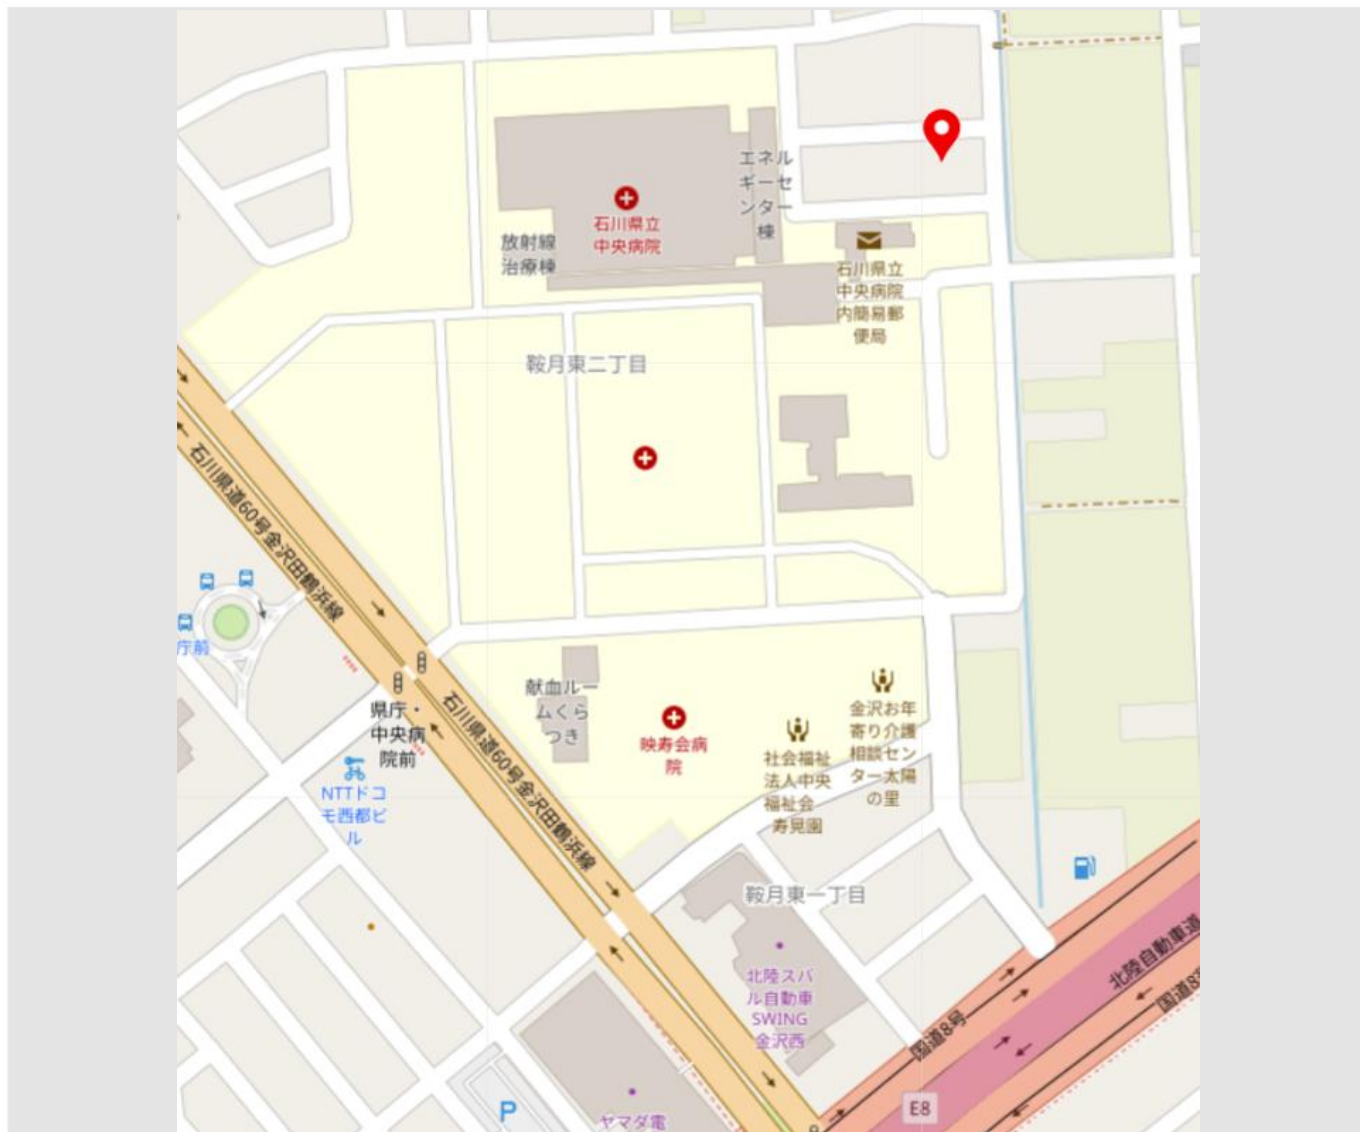 エネル
ギーセ
ンター
棟
石川県立
中央病院
放射線
治療棟
石川県立
中央病院
内簡易郵
便局
鞍月東二丁目
石川県道60号金沢田鶴浜線
庁前
県庁・
中央病
院前
NTTドコ
モ西都ビ
ル
献血ルー
ムくら
つき
石川県道60号金沢田鶴浜線
映寿会病
院
社会福祉
法人中央
福祉会
寿晃園
金沢お年
寄り介護
相談セン
ター太陽
の里
鞍月東一丁目
北陸スバ
ル自動車
SWING
金沢西
北陸自動車道
国道8号
国道8号
E8
P
ヤマダ電